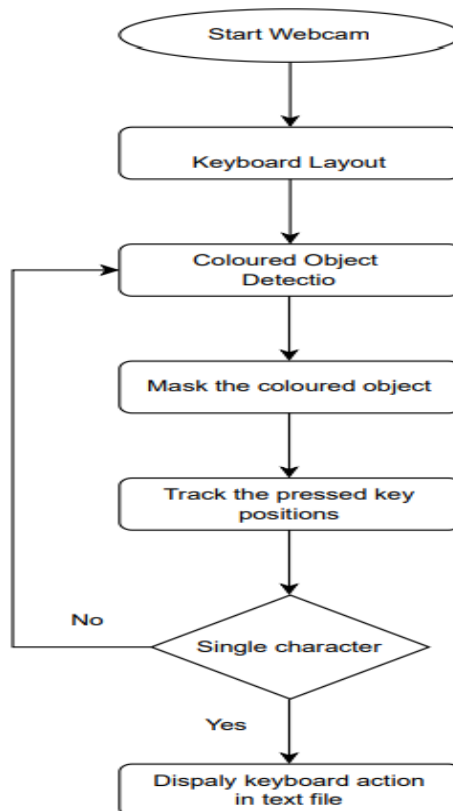 Start Webcam
Keyboard Layout
Coloured Object
Detectio
Mask the coloured object
Track the pressed key
positions
No
Single character
Yes
Dispaly keyboard action
in text file